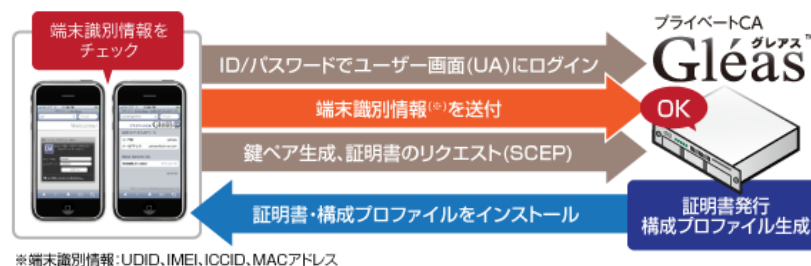 端末識別情報を
チェック
ID/パスワードでユーザー画面(UA)にログイン
端末識別情報(※)を送付
鍵ペア生成、証明書のリクエスト(SCEP)
証明書・構成プロファイルをインストール
プライベートCA
グレアス
Gléas™
OK
証明書発行
構成プロファイル生成
※端末識別情報:UDID、IMEI、ICCID、MACアドレス